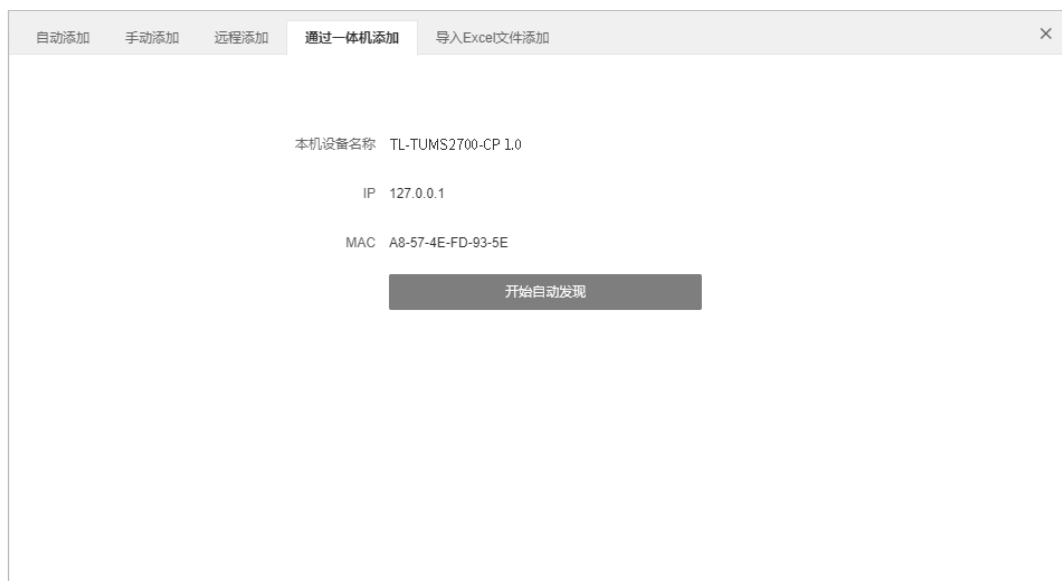 自动添加 手动添加 远程添加 通过一体机添加 导入Excel文件添加 ×
本机设备名称 TL-TUMS2700-CP 1.0
IP 127.0.0.1
MAC A8-57-4E-FD-93-5E
开始自动发现